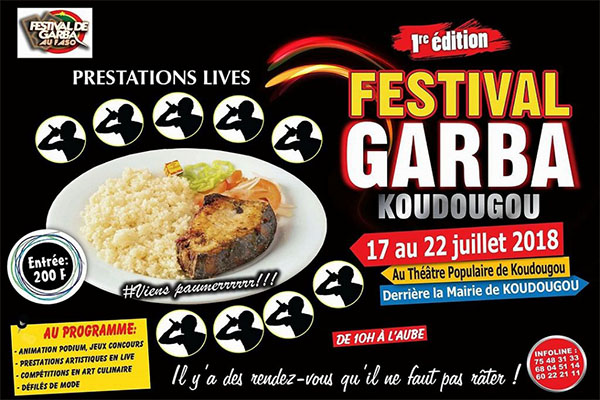 FESTIVAL DE
GARBA
AU FASO
PRESTATIONS LIVES
1re édition
FESTIVAL
GARBA
KOUDOUGOU
17 au 22 juillet 2018
Au Théâtre Populaire de Koudougou
Derrière la Mairie de KOUDOUGOU
Entrée:
200 F
#Viens paumerrrrrr!!!
AU PROGRAMME:
- ANIMATION PODIUM, JEUX CONCOURS
- PRESTATIONS ARTISTIQUES EN LIVE
- COMPÉTITIONS EN ART CULINAIRE
- DÉFILÉS DE MODE
DE 10H À L'AUBE
Il y'a des rendez-vous qu'il ne faut pas râter !
INFOLINE :
75 48 31 33
68 04 51 14
60 22 21 11